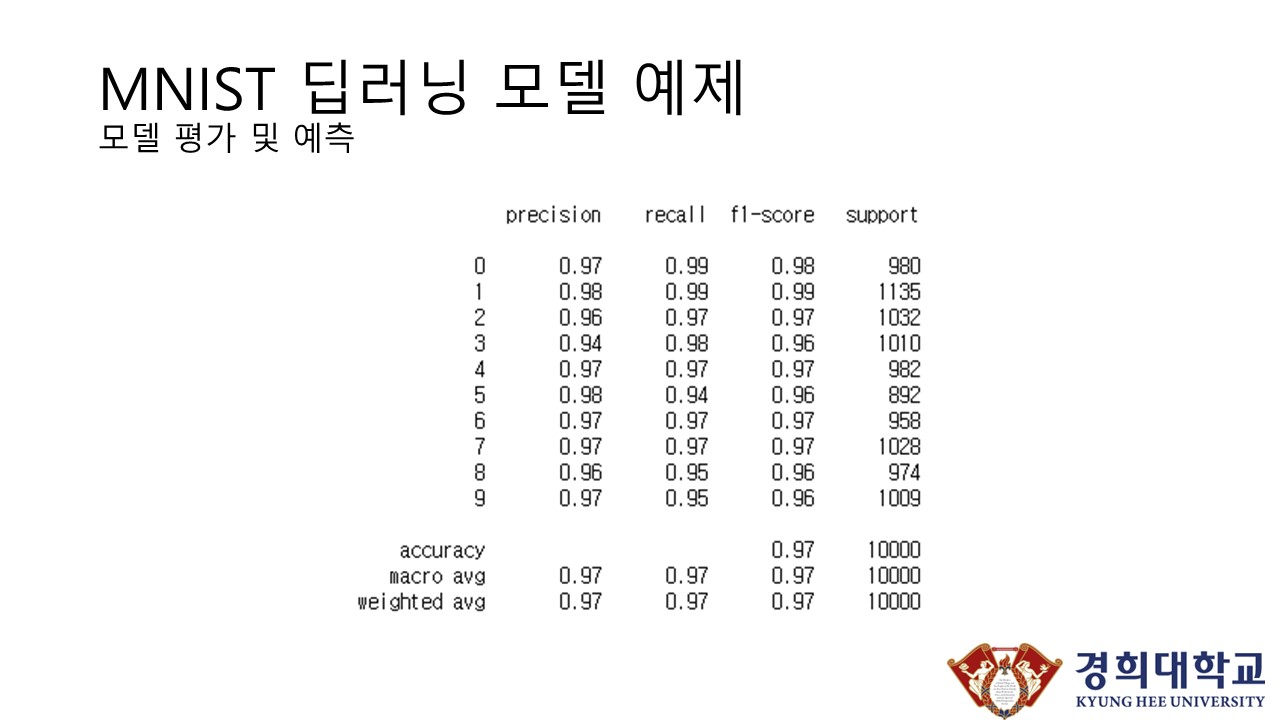 MNIST 딥러닝 모델 예제
모델 평가 및 예측
precision recall f1-score support
0 0.97 0.99 0.98 980
1 0.98 0.99 0.99 1135
2 0.96 0.97 0.97 1032
3 0.94 0.98 0.96 1010
4 0.97 0.97 0.97 982
5 0.98 0.94 0.96 892
6 0.97 0.97 0.97 958
7 0.97 0.97 0.97 1028
8 0.96 0.95 0.96 974
9 0.97 0.95 0.96 1009
accuracy 0.97 10000
macro avg 0.97 0.97 0.97 10000
weighted avg 0.97 0.97 0.97 10000
경희대학교
KYUNG HEE UNIVERSITY